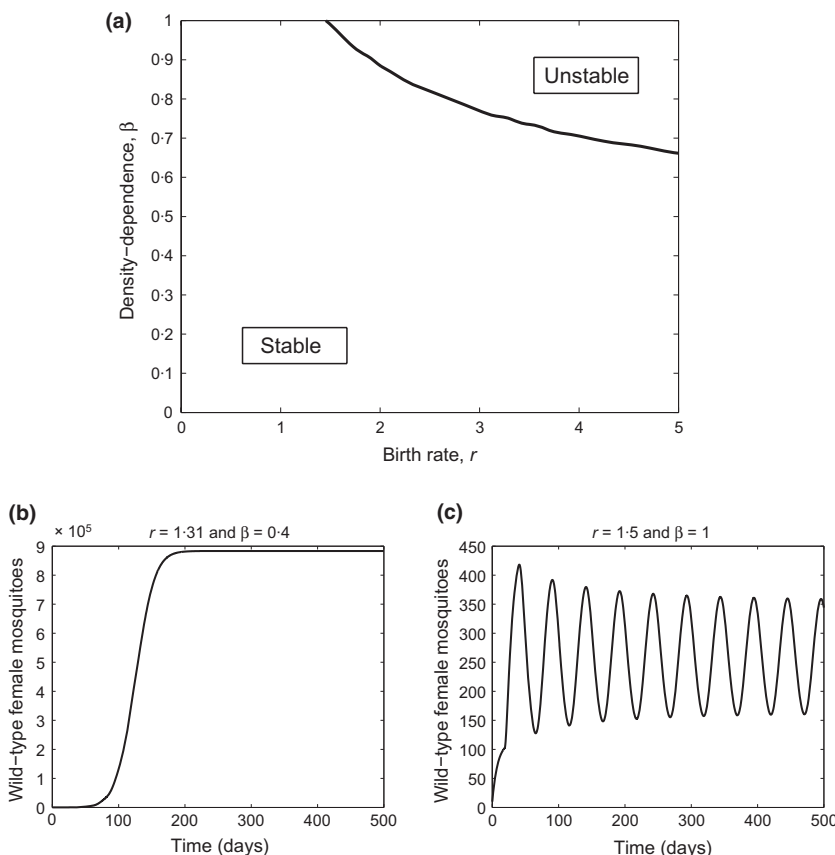 (a)
1
0·9
0·8
0·7
0·6
0·5
0·4
0·3
0·2
0·1
0
Density−dependence, β
Unstable
Stable
0 1 2 3 4 5
Birth rate, r
(b)
× 10⁵
r = 1·31 and β = 0·4
9
8
7
6
5
4
3
2
1
0
Wild−type female mosquitoes
0 100 200 300 400 500
Time (days)
(c)
r = 1·5 and β = 1
450
400
350
300
250
200
150
100
50
0
Wild−type female mosquitoes
0 100 200 300 400 500
Time (days)